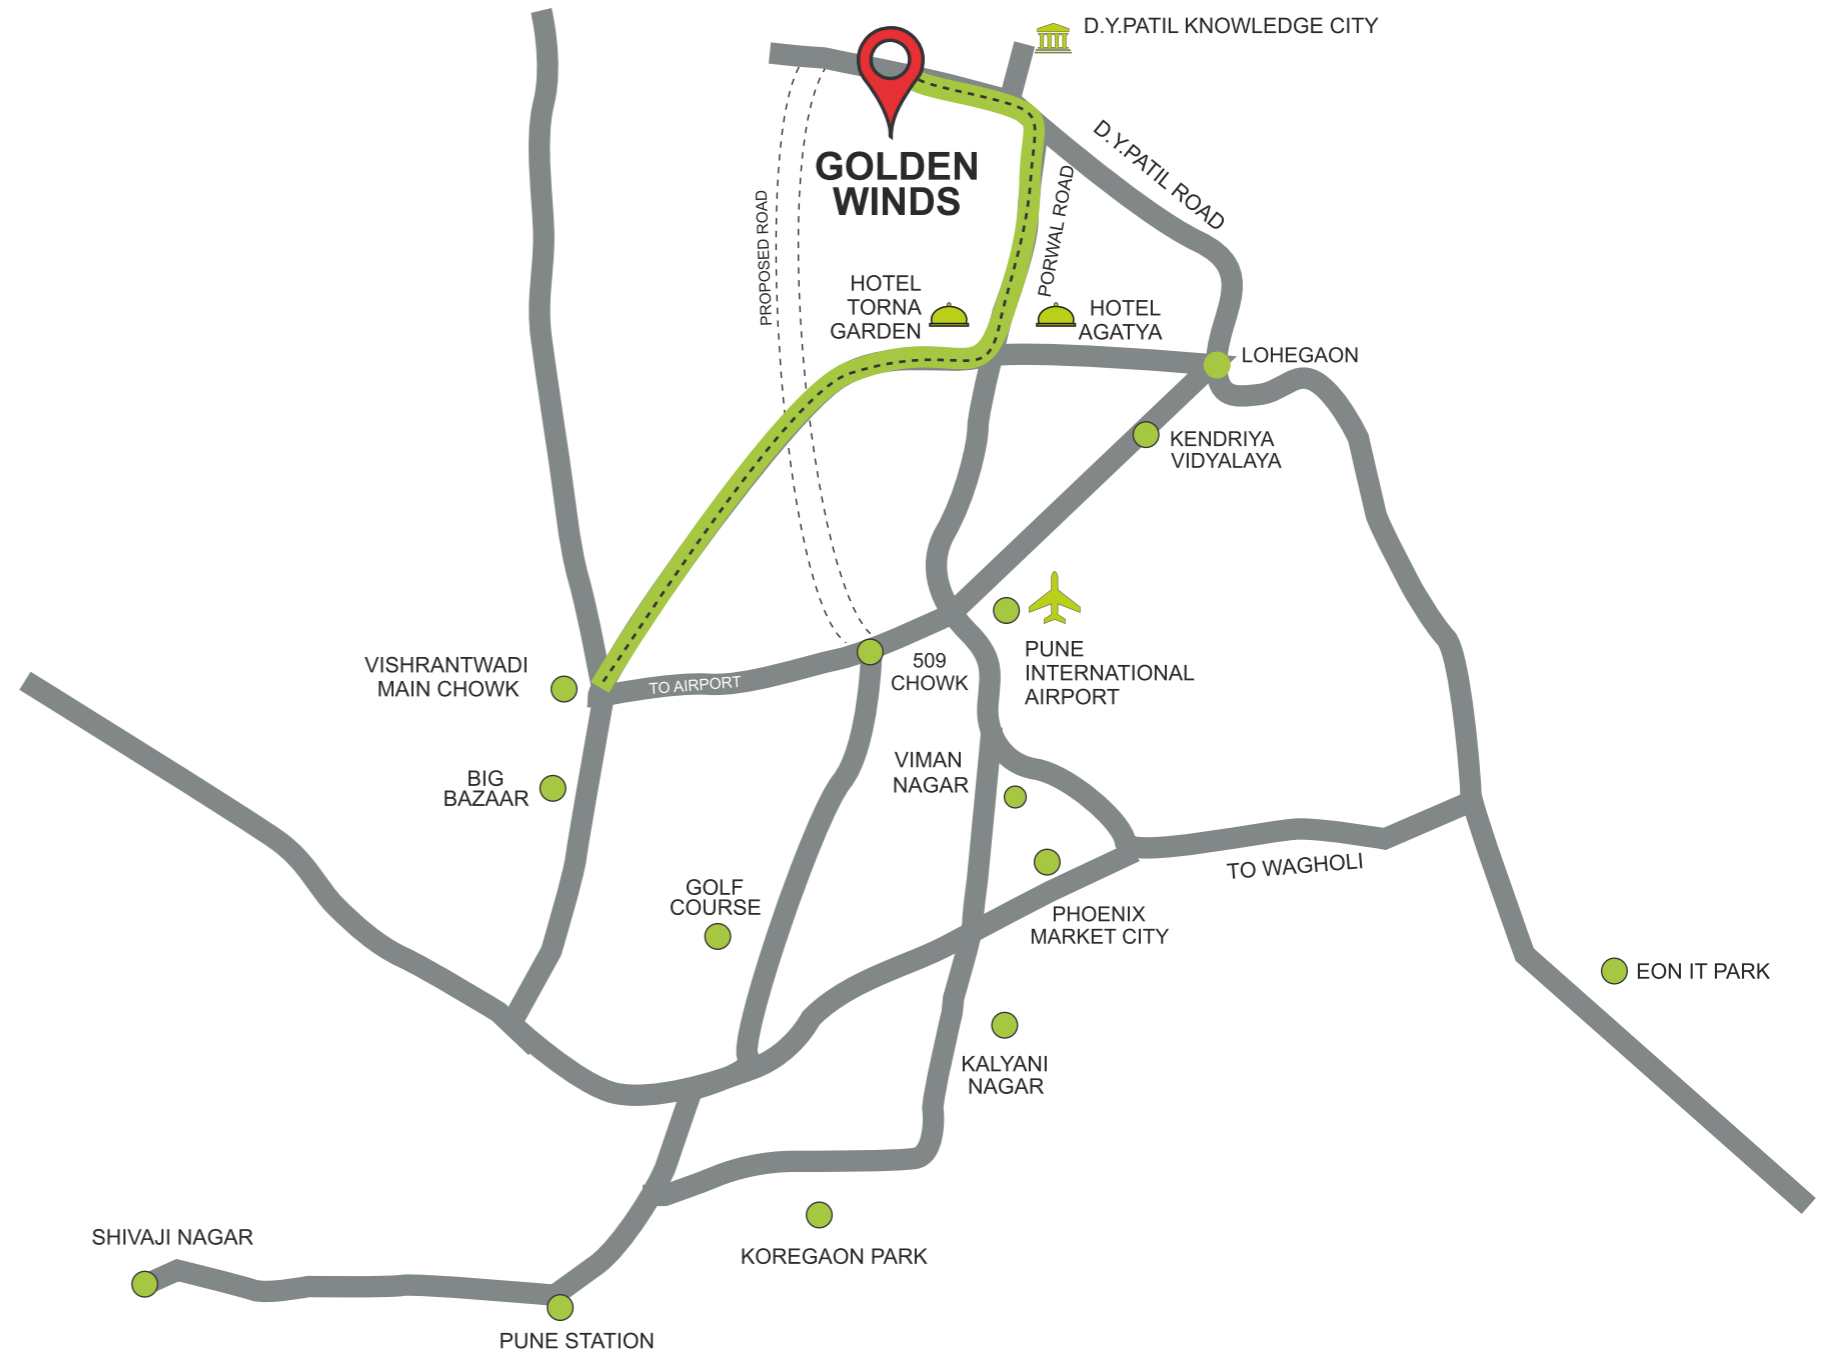 D.Y.PATIL KNOWLEDGE CITY
D.Y.PATIL ROAD
GOLDEN
WINDS
PORWAL ROAD
PROPOSED ROAD
HOTEL
TORNA
GARDEN
HOTEL
AGATYA
LOHEGAON
KENDRIYA
VIDYALAYA
VISHRANTWADI
MAIN CHOWK
TO AIRPORT
509
CHOWK
PUNE
INTERNATIONAL
AIRPORT
BIG
BAZAAR
VIMAN
NAGAR
TO WAGHOLI
GOLF
COURSE
PHOENIX
MARKET CITY
EON IT PARK
KALYANI
NAGAR
SHIVAJI NAGAR
KOREGAON PARK
PUNE STATION